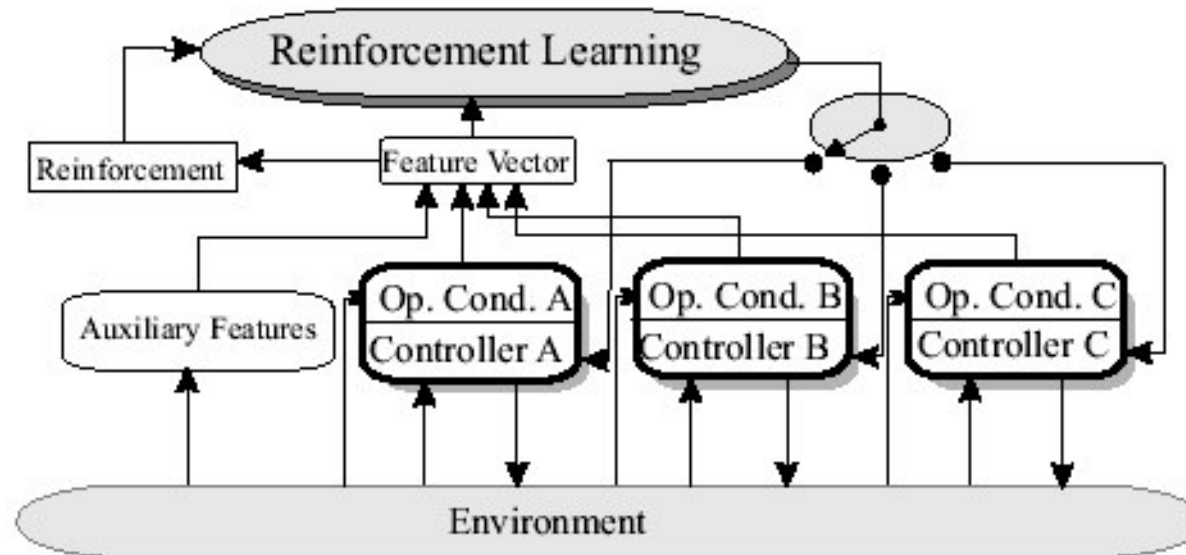 Reinforcement Learning
Reinforcement
Feature Vector
Auxiliary Features
Op. Cond. A
Controller A
Op. Cond. B
Controller B
Op. Cond. C
Controller C
Environment